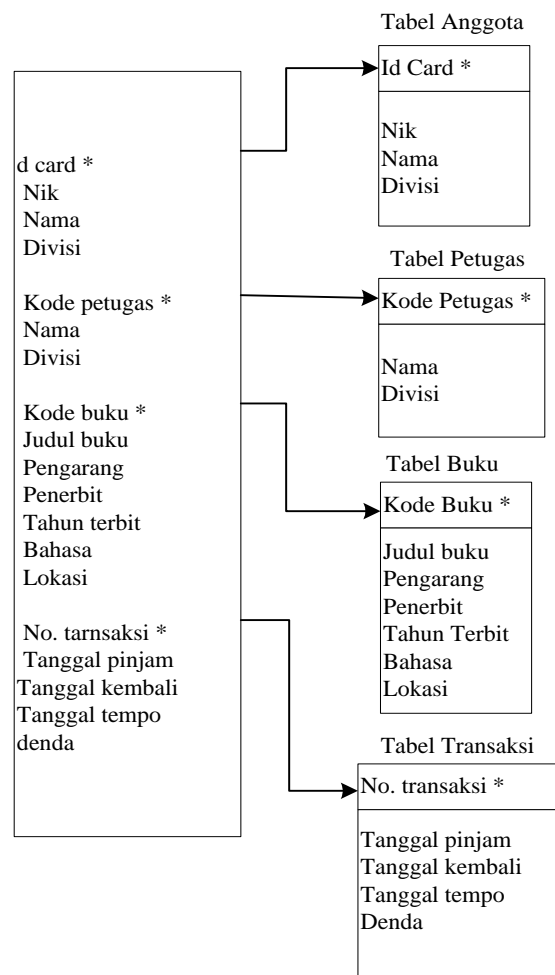 d card *
Nik
Nama
Divisi
Kode petugas *
Nama
Divisi
Kode buku *
Judul buku
Pengarang
Penerbit
Tahun terbit
Bahasa
Lokasi
No. tarnsaksi *
Tanggal pinjam
Tanggal kembali
Tanggal tempo
denda
Tabel Anggota
Id Card *
Nik
Nama
Divisi
Tabel Petugas
Kode Petugas *
Nama
Divisi
Tabel Buku
Kode Buku *
Judul buku
Pengarang
Penerbit
Tahun Terbit
Bahasa
Lokasi
Tabel Transaksi
No. transaksi *
Tanggal pinjam
Tanggal kembali
Tanggal tempo
Denda